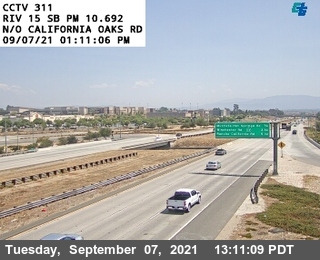 CCTV 311
RIV 15 SB PM 10.692
N/O CALIFORNIA OAKS RD
09/07/21 01:11:06 PM
Tuesday, September 07, 2021 13:11:09 PDT